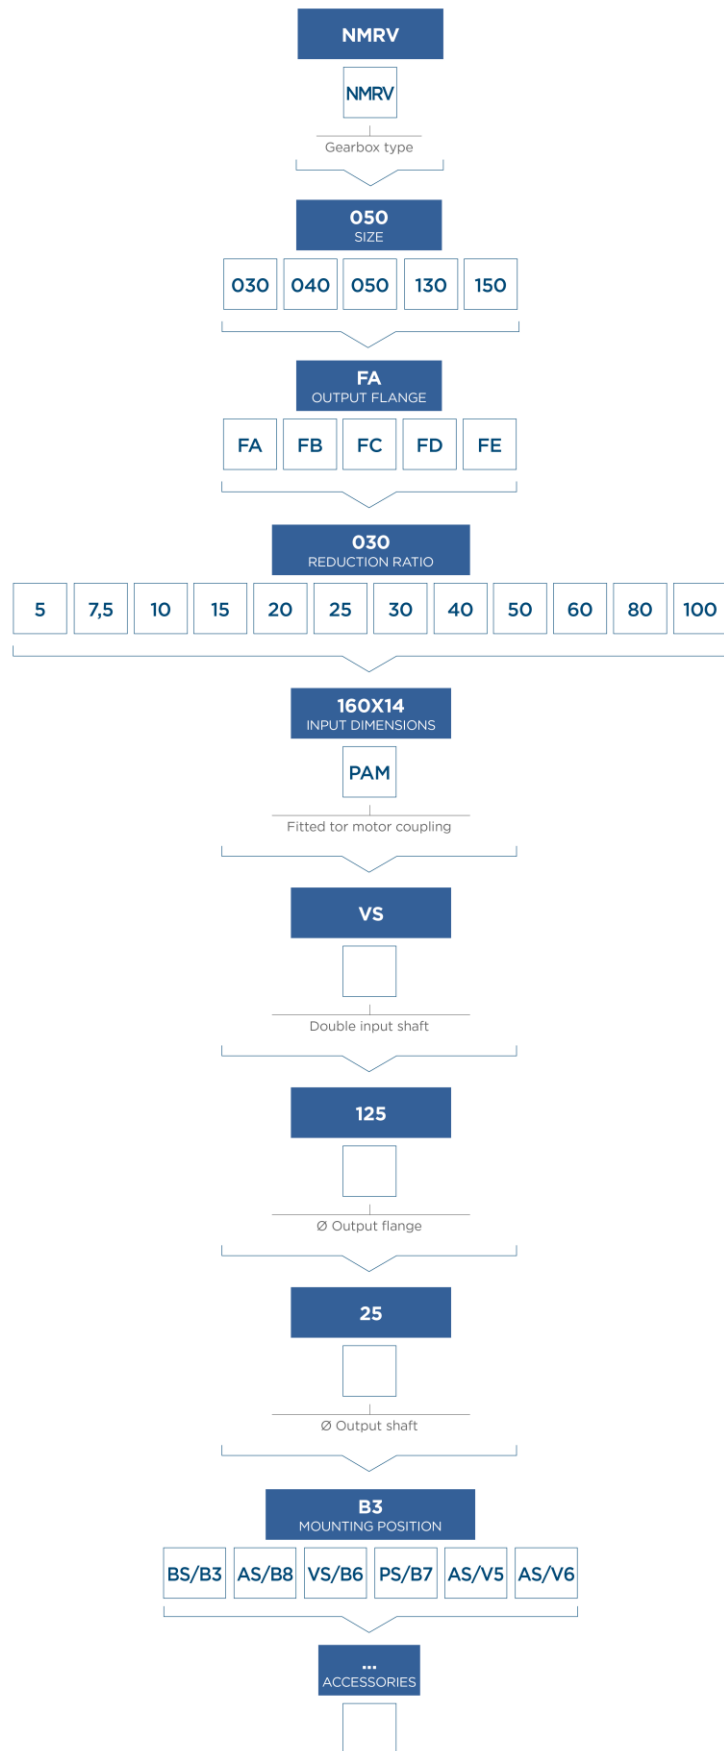 NMRV
NMRV
Gearbox type
050
SIZE
030 040 050 130 150
FA
OUTPUT FLANGE
FA FB FC FD FE
030
REDUCTION RATIO
5 7,5 10 15 20 25 30 40 50 60 80 100
160X14
INPUT DIMENSIONS
PAM
Fitted tor motor coupling
VS
Double input shaft
125
Ø Output flange
25
Ø Output shaft
B3
MOUNTING POSITION
BS/B3 AS/B8 VS/B6 PS/B7 AS/V5 AS/V6
...
ACCESSORIES